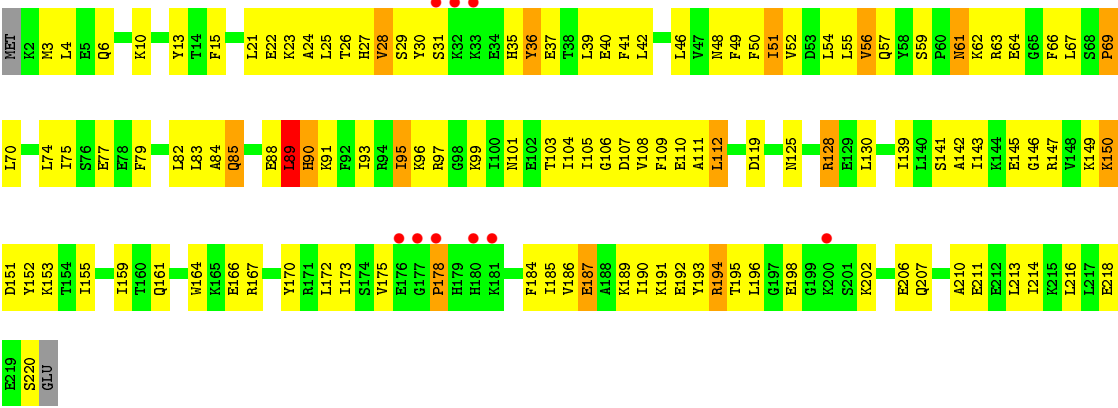 MET K2 M3 L4 E5 Q6 K10 Y13 T14 F15 L21 E22 K23 A24 L25 T26 H27 V28 S29 Y30 S31 K32 K33 E34 H35 Y36 E37 T38 L39 E40 F41 L42 L46 V47 N48 F49 F50 I51 V52 D53 L54 L55 V56 Q57 Y58 S59 P60 N61 K62 R63 E64 G65 F66 L67 S68 P69
L70 L74 I75 S76 E77 E78 F79 L82 L83 A84 Q85 E88 L89 H90 K91 F92 I93 R94 I95 K96 R97 G98 K99 I100 N101 E102 T103 I104 I105 G106 D107 V108 F109 E110 A111 L112 D119 N125 R128 E129 L130 I139 L140 S141 A142 I143 K144 E145 G146 R147 V148 K149 K150
D151 Y152 K153 T154 I155 I159 T160 Q161 W164 K165 E166 R167 Y170 R171 L172 I173 S174 V175 E176 G177 P178 H179 H180 K181 F184 I185 V186 E187 A188 K189 I190 K191 E192 Y193 R194 T195 L196 G197 E198 G199 K200 S201 K202 E206 Q207 A210 E211 E212 L213 I214 K215 L216 L217 E218
E219 S220 GLU